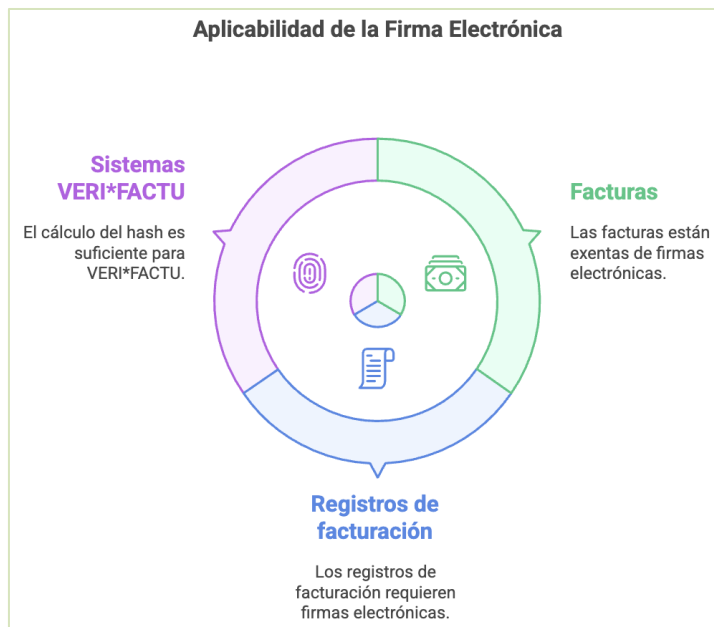 Aplicabilidad de la Firma Electrónica
Sistemas
VERI*FACTU
El cálculo del hash es
suficiente para
VERI*FACTU.
Facturas
Las facturas están
exentas de firmas
electrónicas.
Registros de
facturación
Los registros de
facturación requieren
firmas electrónicas.